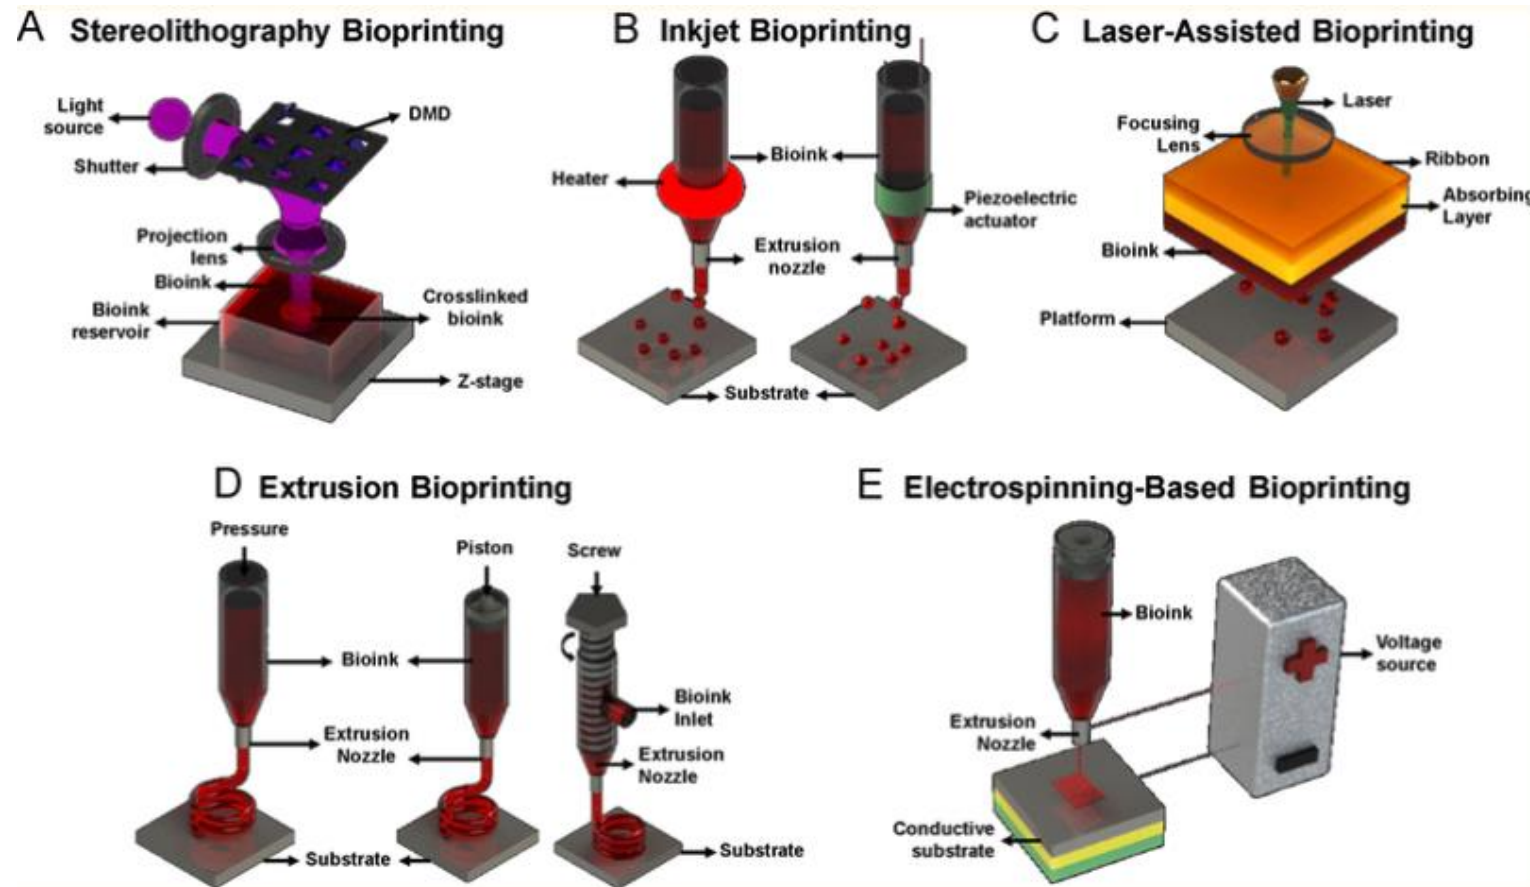 A Stereolithography Bioprinting
Light
source
DMD
Shutter
Projection
lens
Bioink
Bioink
reservoir
Crosslinked
bioink
Z-stage
B Inkjet Bioprinting
Bioink
Heater
Piezoelectric
actuator
Extrusion
nozzle
Substrate
C Laser-Assisted Bioprinting
Laser
Focusing
Lens
Ribbon
Absorbing
Layer
Bioink
Platform
D Extrusion Bioprinting
Pressure
Piston
Screw
Bioink
Bioink
Inlet
Extrusion
Nozzle
Extrusion
Nozzle
Substrate
Substrate
E Electrospinning-Based Bioprinting
Bioink
Voltage
source
Extrusion
Nozzle
Conductive
substrate